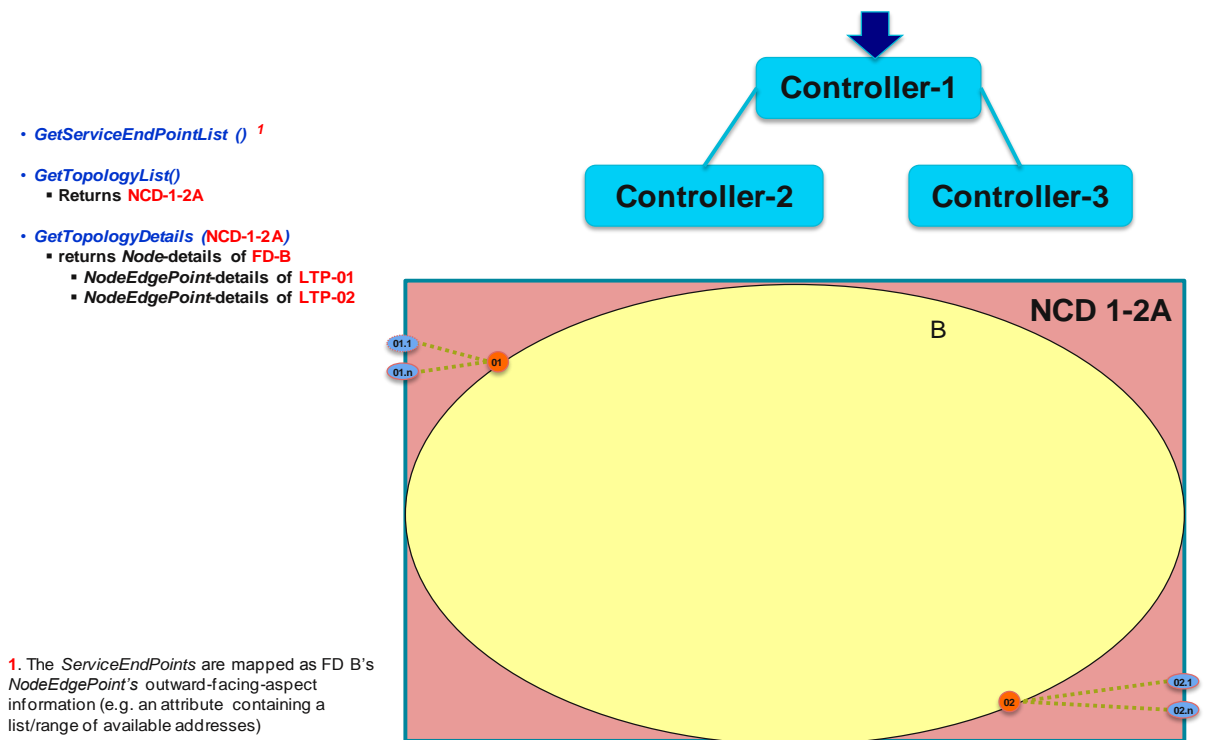 • GetServiceEndPointList () 1
• GetTopologyList()
▪ Returns NCD-1-2A
• GetTopologyDetails (NCD-1-2A)
▪ returns Node-details of FD-B
▪ NodeEdgePoint-details of LTP-01
▪ NodeEdgePoint-details of LTP-02
1. The ServiceEndPoints are mapped as FD B’s
NodeEdgePoint’s outward-facing-aspect
information (e.g. an attribute containing a
list/range of available addresses)
Controller-1
Controller-2
Controller-3
NCD 1-2A
B
01.1
01
01.n
02.1
02
02.n